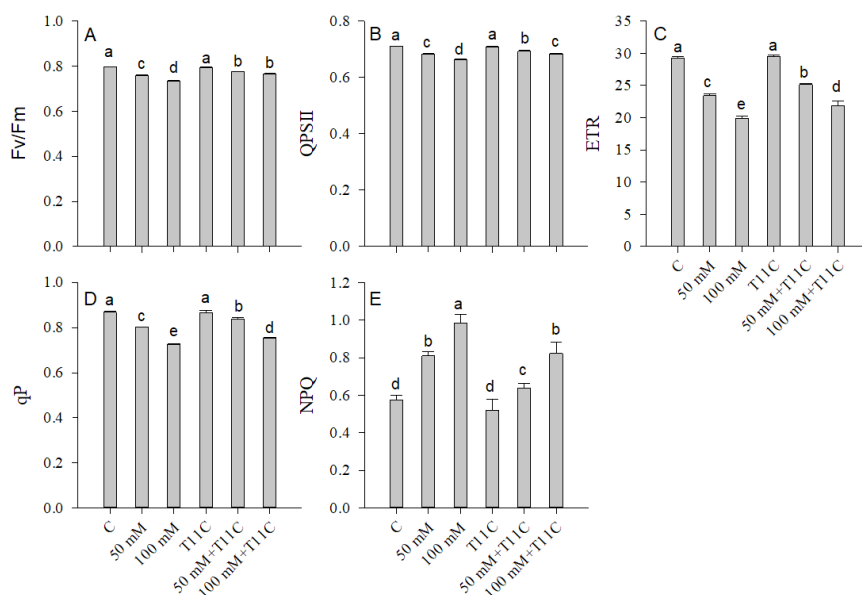 A
Fv/Fm
1.0
0.8
0.6
0.4
0.2
0.0
a c d a b b
B
QPSII
0.8
0.6
0.4
0.2
0.0
a c d a b c
C
ETR
35
30
25
20
15
10
5
0
a c e a b d
C
50 mM
100 mM
T11C
50 mM+T11C
100 mM+T11C
D
qP
1.0
0.8
0.6
0.4
0.2
0.0
a c e a b d
C
50 mM
100 mM
T11C
50 mM+T11C
100 mM+T11C
E
NPQ
1.2
1.0
0.8
0.6
0.4
0.2
0.0
d b a d c b
C
50 mM
100 mM
T11C
50 mM+T11C
100 mM+T11C